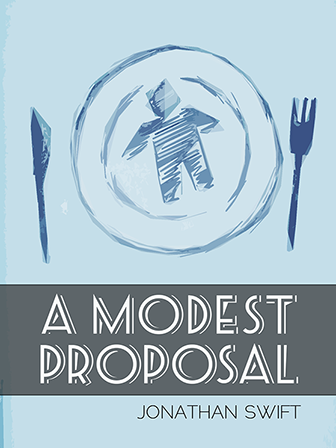 A MODEST
PROPOSAL
JONATHAN SWIFT